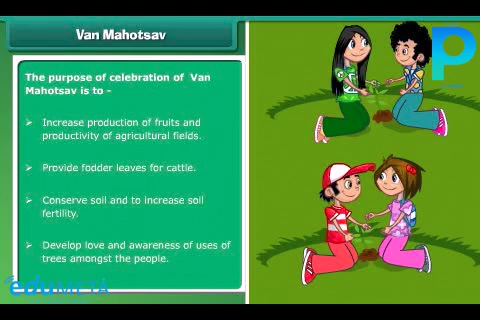 Van Mahotsav
The purpose of celebration of Van
Mahotsav is to -
➢ Increase production of fruits and
productivity of agricultural fields.
➢ Provide fodder leaves for cattle.
➢ Conserve soil and to increase soil
fertility.
➢ Develop love and awareness of uses of
trees amongst the people.
P
eduMETA